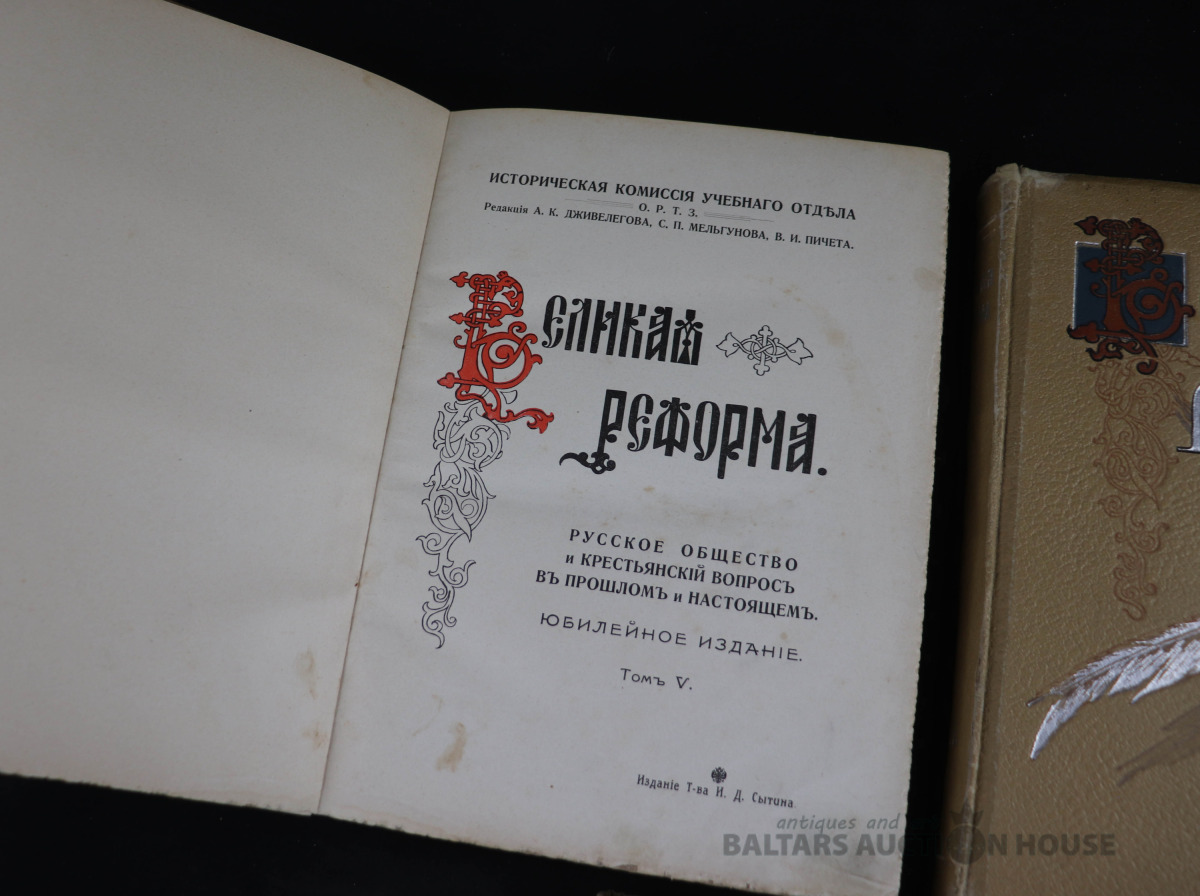 ИСТОРИЧЕСКАЯ КОМИССІЯ УЧЕБНАГО ОТДѢЛА
О. Р. Т. З.
Редакція А. К. ДЖИВЕЛЕГОВА, С. П. МЕЛЬГУНОВА, В. И. ПИЧЕТА.
ВЕЛИКАЯ
РЕФОРМА.
РУССКОЕ ОБЩЕСТВО
и КРЕСТЬЯНСКІЙ ВОПРОСЪ
ВЪ ПРОШЛОМЪ и НАСТОЯЩЕМЪ.
ЮБИЛЕЙНОЕ ИЗДАНІЕ.
Томъ V.
Изданіе Т-ва И. Д. Сытина.
antiques and
BALTARS AUCTION HOUSE